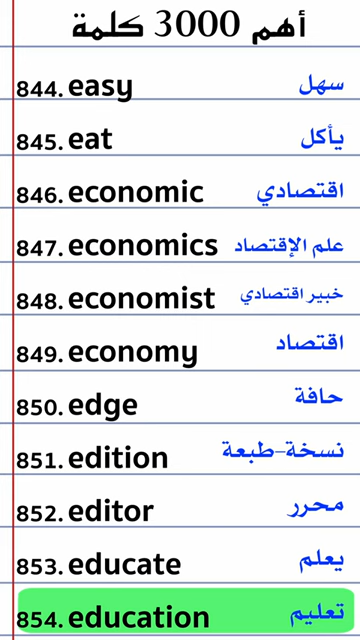 أهم 3000 كلمة
844. easy سهل
845. eat يأكل
846. economic اقتصادي
847. economics علم الإقتصاد
848. economist خبير اقتصادي
849. economy اقتصاد
850. edge حافة
851. edition نسخة-طبعة
852. editor محرر
853. educate يعلم
854. education تعليم